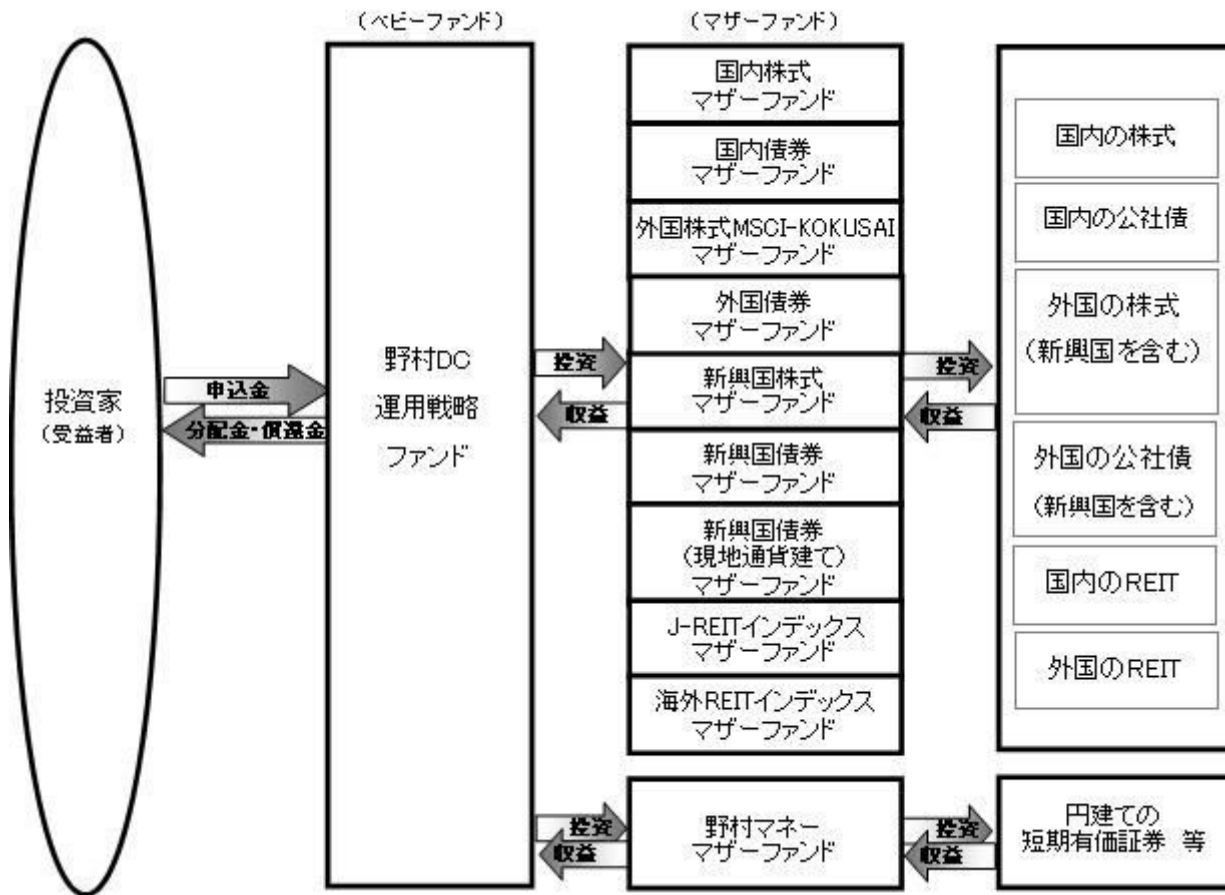 (ベビーファンド)
(マザーファンド)
投資家
(受益者)
申込金
分配金・償還金
野村DC
運用戦略
ファンド
投資
収益
国内株式
マザーファンド
国内債券
マザーファンド
外国株式MSCI-KOKUSAI
マザーファンド
外国債券
マザーファンド
新興国株式
マザーファンド
新興国債券
マザーファンド
新興国債券
(現地通貨建て)
マザーファンド
J-REITインデックス
マザーファンド
海外REITインデックス
マザーファンド
投資
収益
国内の株式
国内の公社債
外国の株式
(新興国を含む)
外国の公社債
(新興国を含む)
国内のREIT
外国のREIT
投資
収益
野村マネー
マザーファンド
投資
収益
円建ての
短期有価証券 等